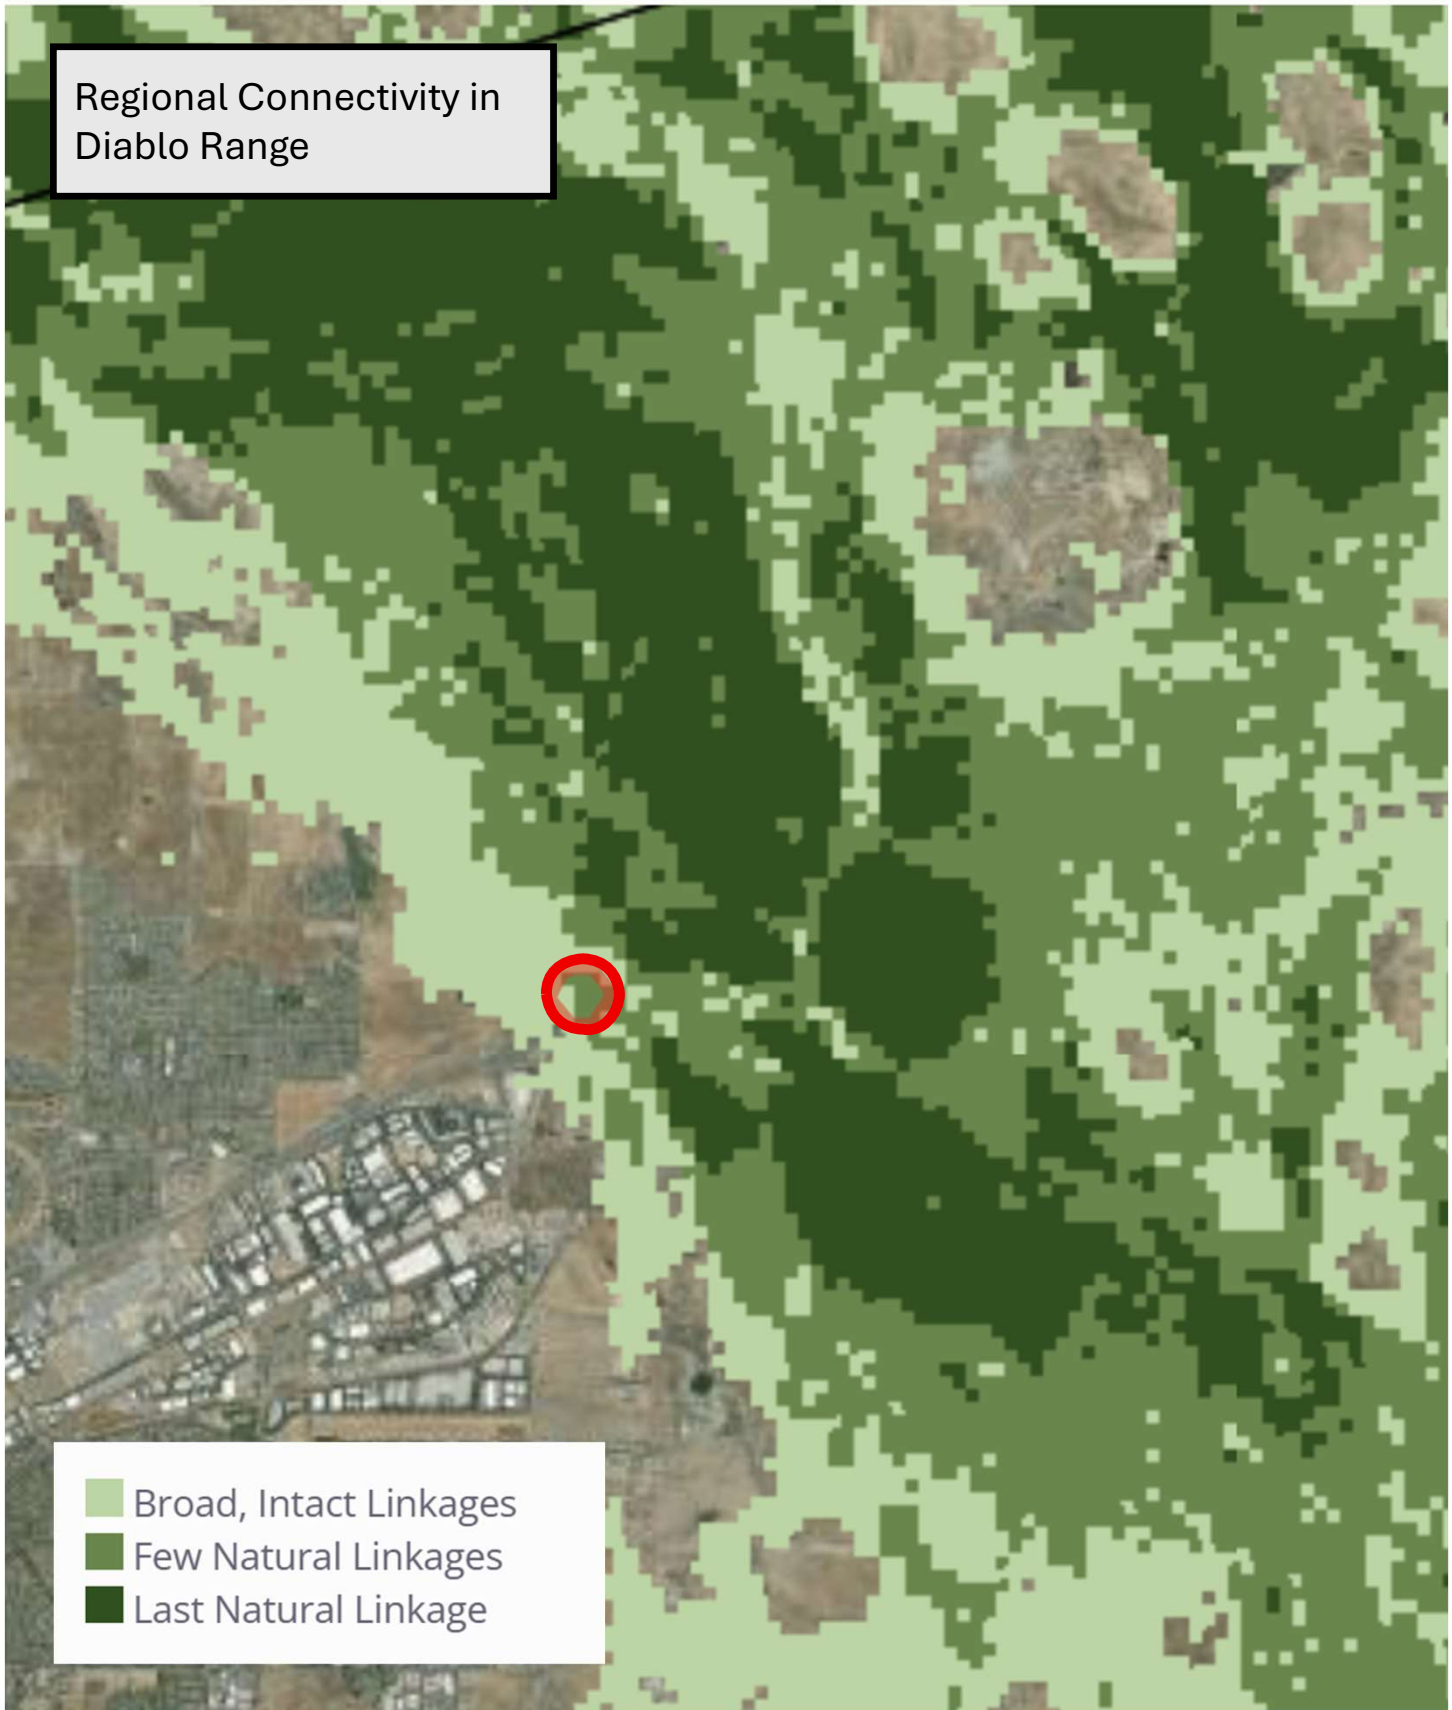 Regional Connectivity in
Diablo Range
Broad, Intact Linkages
Few Natural Linkages
Last Natural Linkage